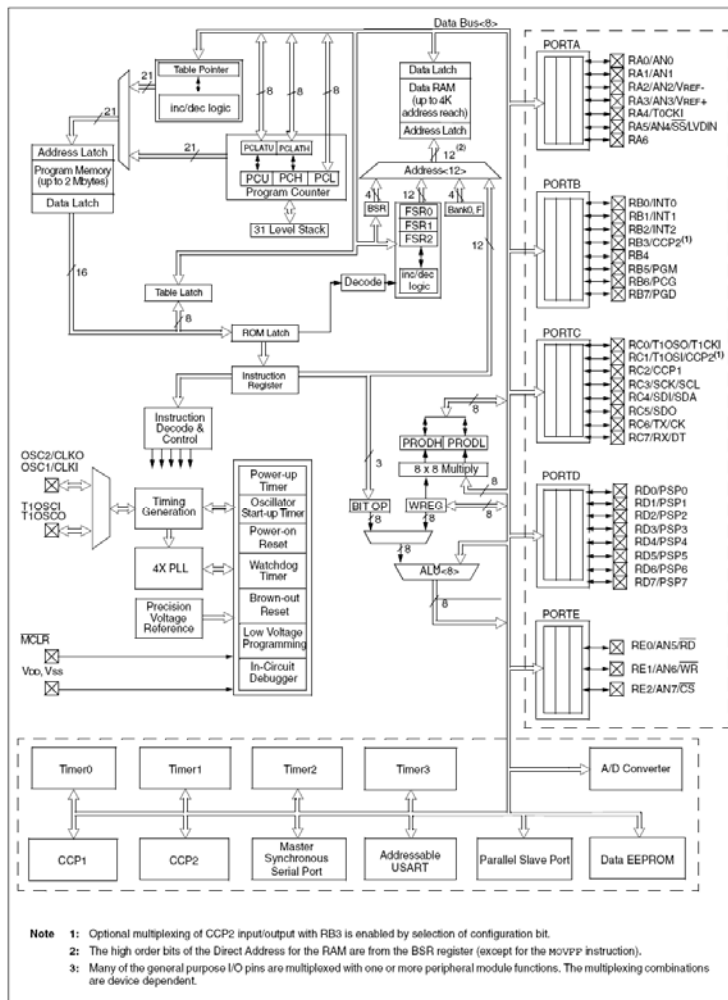 Data Bus<8>
21
Table Pointer
inc/dec logic
21
8
8
8
Data Latch
Data RAM
(up to 4K
address reach)
Address Latch
21
PCLATU
PCLATH
PCU
PCH
PCL
Program Counter
Address Latch
Program Memory
(up to 2 Mbytes)
Data Latch
12(2)
Address<12>
4
12
4
BSR
FSR0
FSR1
FSR2
Bank0, F
31 Level Stack
12
inc/dec
logic
Decode
16
Table Latch
8
ROM Latch
Instruction
Register
Instruction
Decode &
Control
8
PRODH
PRODL
3
8 x 8 Multiply
8
BIT OP
WREG
8
8
8
8
ALU<8>
8
OSC2/CLKO
OSC1/CLKI
T1OSCI
T1OSCO
Timing
Generation
4X PLL
Precision
Voltage
Reference
MCLR
VDD, VSS
Power-up
Timer
Oscillator
Start-up Timer
Power-on
Reset
Watchdog
Timer
Brown-out
Reset
Low Voltage
Programming
In-Circuit
Debugger
PORTA
RA0/AN0
RA1/AN1
RA2/AN2/VREF-
RA3/AN3/VREF+
RA4/T0CKI
RA5/AN4/SS/LVDIN
RA6
PORTB
RB0/INT0
RB1/INT1
RB2/INT2
RB3/CCP2(1)
RB4
RB5/PGM
RB6/PCG
RB7/PGD
PORTC
RC0/T1OSO/T1CKI
RC1/T1OSI/CCP2(1)
RC2/CCP1
RC3/SCK/SCL
RC4/SDI/SDA
RC5/SDO
RC6/TX/CK
RC7/RX/DT
PORTD
RD0/PSP0
RD1/PSP1
RD2/PSP2
RD3/PSP3
RD4/PSP4
RD5/PSP5
RD6/PSP6
RD7/PSP7
PORTE
RE0/AN5/RD
RE1/AN6/WR
RE2/AN7/CS
Timer0
Timer1
Timer2
Timer3
A/D Converter
CCP1
CCP2
Master
Synchronous
Serial Port
Addressable
USART
Parallel Slave Port
Data EEPROM
Note 1: Optional multiplexing of CCP2 input/output with RB3 is enabled by selection of configuration bit.
2: The high order bits of the Direct Address for the RAM are from the BSR register (except for the MOVFF instruction).
3: Many of the general purpose I/O pins are multiplexed with one or more peripheral module functions. The multiplexing combinations
are device dependent.